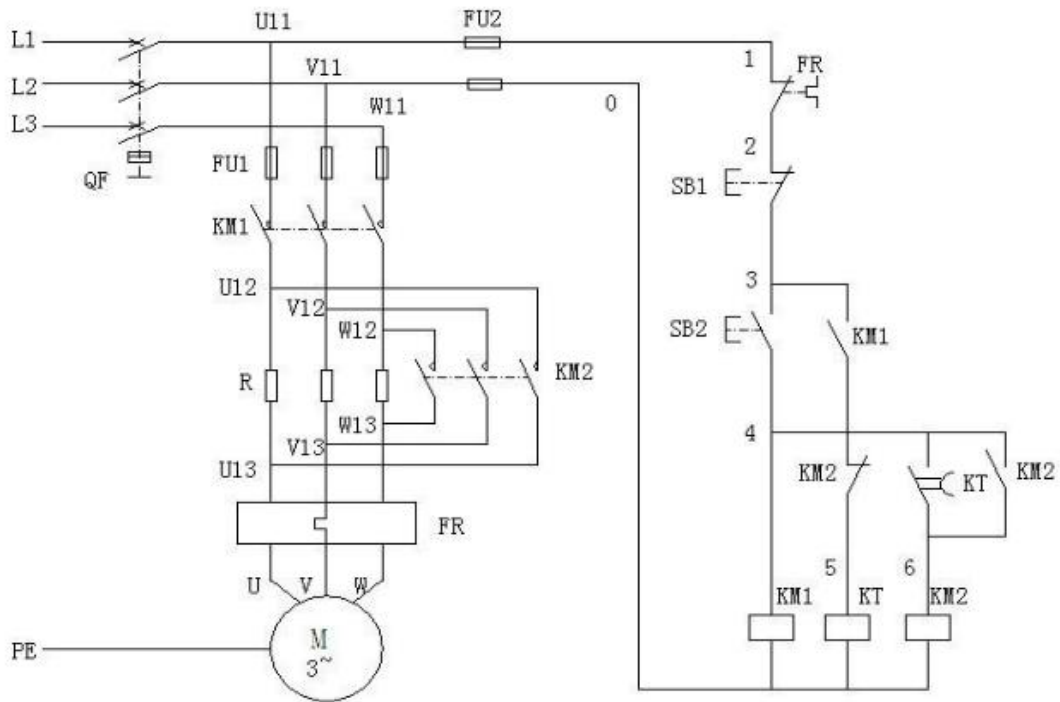 U11 FU2
L1
1 FR
L2 V11
0
W11
L3
2
QF FU1
SB1
KM1
U12 3
V12
W12 SB2 KM1
R KM2
W13
V13 4
U13 KM2 KT KM2
FR
5 6
U V W
KM1 KT KM2
M
PE 3~